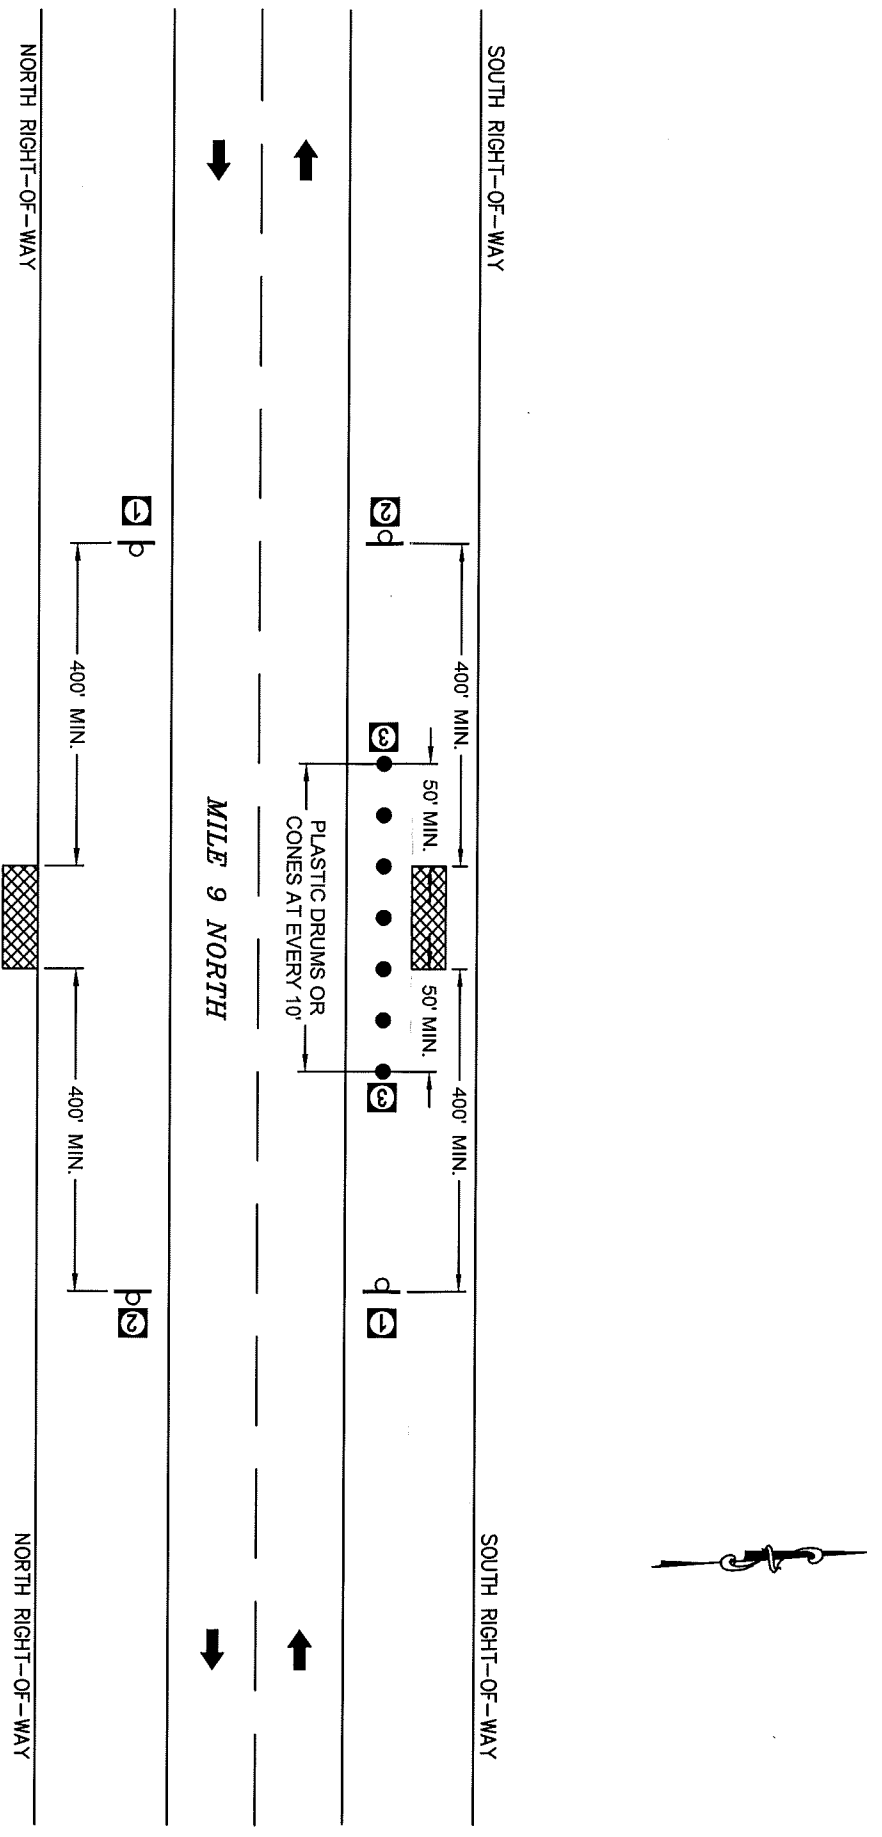 SOUTH RIGHT-OF-WAY
SOUTH RIGHT-OF-WAY
400' MIN.
400' MIN.
50' MIN.
50' MIN.
2
3
3
1
PLASTIC DRUMS OR
CONES AT EVERY 10'
MILE 9 NORTH
1
2
400' MIN.
400' MIN.
NORTH RIGHT-OF-WAY
NORTH RIGHT-OF-WAY